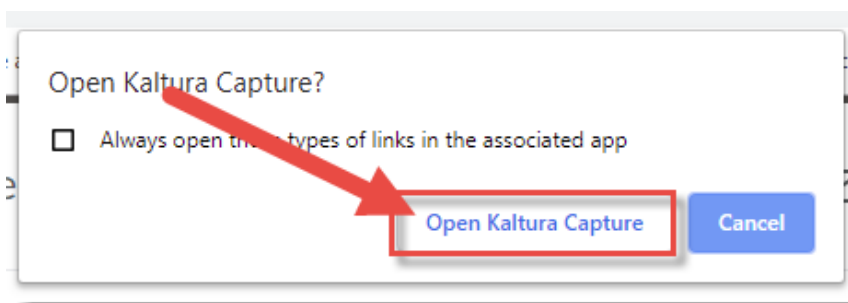 Open Kaltura Capture?
Always open types of links in the associated app
Open Kaltura Capture
Cancel